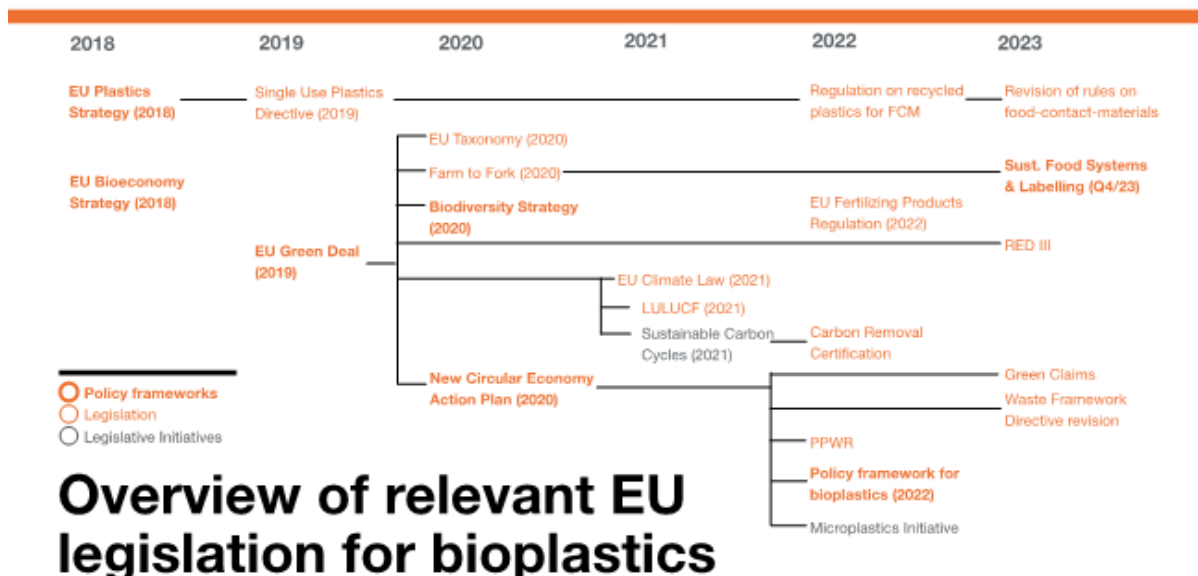 2018 2019 2020 2021 2022 2023
EU Plastics
Strategy (2018)
Single Use Plastics
Directive (2019)
Regulation on recycled
plastics for FCM
Revision of rules on
food-contact-materials
EU Taxonomy (2020)
EU Bioeconomy
Strategy (2018)
Farm to Fork (2020)
Sust. Food Systems
& Labelling (Q4/23)
Biodiversity Strategy
(2020)
EU Fertilizing Products
Regulation (2022)
EU Green Deal
(2019)
RED III
EU Climate Law (2021)
LULUCF (2021)
Sustainable Carbon
Cycles (2021)
Carbon Removal
Certification
New Circular Economy
Action Plan (2020)
Green Claims
Waste Framework
Directive revision
PPWR
Policy framework for
bioplastics (2022)
Microplastics Initiative
Policy frameworks
Legislation
Legislative Initiatives
Overview of relevant EU
legislation for bioplastics